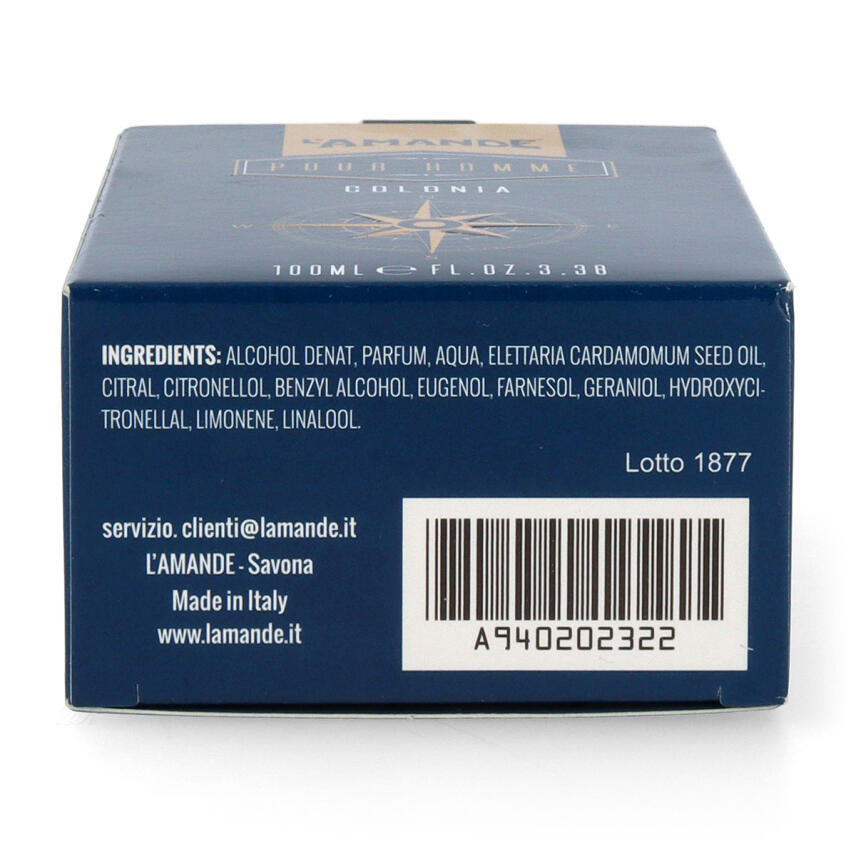 L'AMANDE
POUR HOMME
COLONIA
W E
S
100ML e FL.OZ.3.38
INGREDIENTS: ALCOHOL DENAT, PARFUM, AQUA, ELETTARIA CARDAMOMUM SEED OIL,
CITRAL, CITRONELLOL, BENZYL ALCOHOL, EUGENOL, FARNESOL, GERANIOL, HYDROXYCI-
TRONELLAL, LIMONENE, LINALOOL.
Lotto 1877
servizio. clienti@lamande.it
L'AMANDE - Savona
Made in Italy
www.lamande.it
A940202322